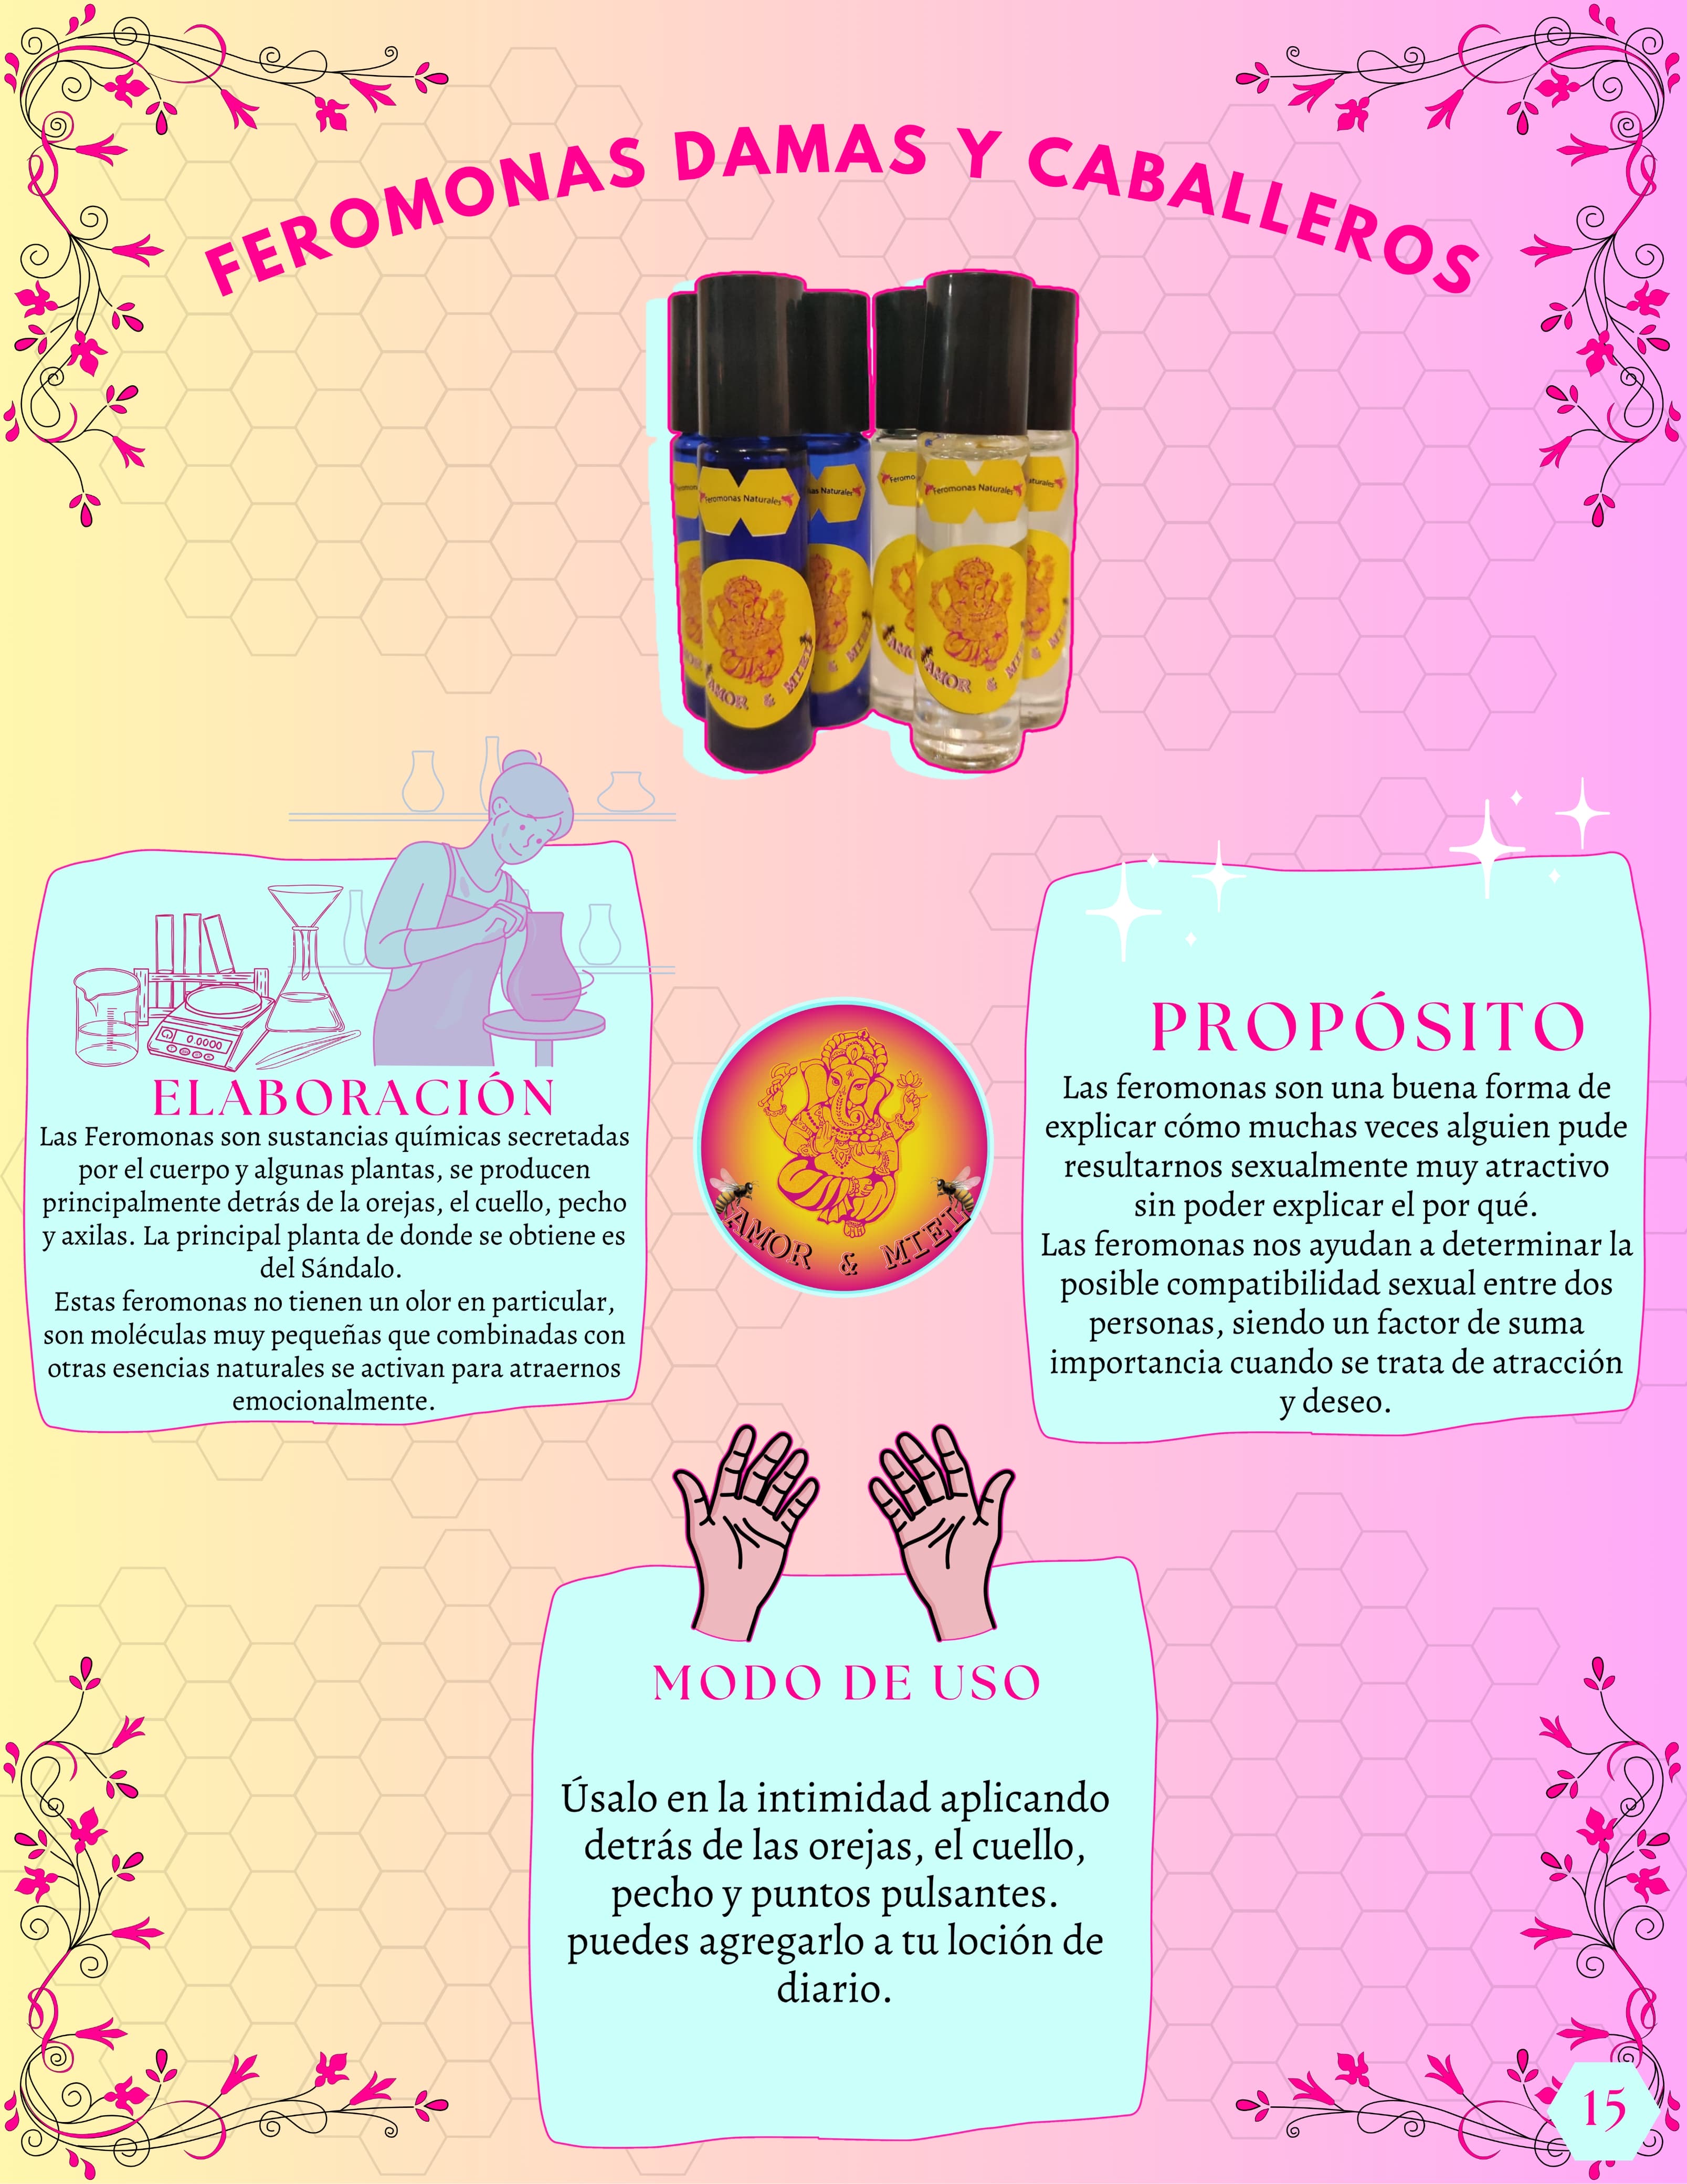 FEROMONAS DAMAS Y CABALLEROS
Feromonas Naturales
Feromonas Naturales
AMOR & MIEL
AMOR & MIEL
0.0000
ELABORACIÓN
Las Feromonas son sustancias químicas secretadas
por el cuerpo y algunas plantas, se producen
principalmente detrás de la orejas, el cuello, pecho
y axilas. La principal planta de donde se obtiene es
del Sándalo.
Estas feromonas no tienen un olor en particular,
son moléculas muy pequeñas que combinadas con
otras esencias naturales se activan para atraernos
emocionalmente.
AMOR & MIEL
PROPÓSITO
Las feromonas son una buena forma de
explicar cómo muchas veces alguien pude
resultarnos sexualmente muy atractivo
sin poder explicar el por qué.
Las feromonas nos ayudan a determinar la
posible compatibilidad sexual entre dos
personas, siendo un factor de suma
importancia cuando se trata de atracción
y deseo.
MODO DE USO
Úsalo en la intimidad aplicando
detrás de las orejas, el cuello,
pecho y puntos pulsantes.
puedes agregarlo a tu loción de
diario.
15